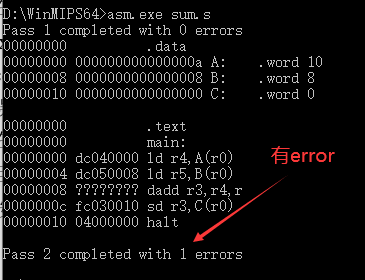 D:\WinMIPS64>asm.exe sum.s
Pass 1 completed with 0 errors
00000000 .data
00000000 000000000000000a A: .word 10
00000008 0000000000000008 B: .word 8
00000010 0000000000000000 C: .word 0
00000000 .text
00000000 main:
00000000 dc040000 ld r4,A(r0)
00000004 dc050008 ld r5,B(r0)
00000008 ???????? dadd r3,r4,r
0000000c fc030010 sd r3,C(r0)
00000010 04000000 halt
有error
Pass 2 completed with 1 errors